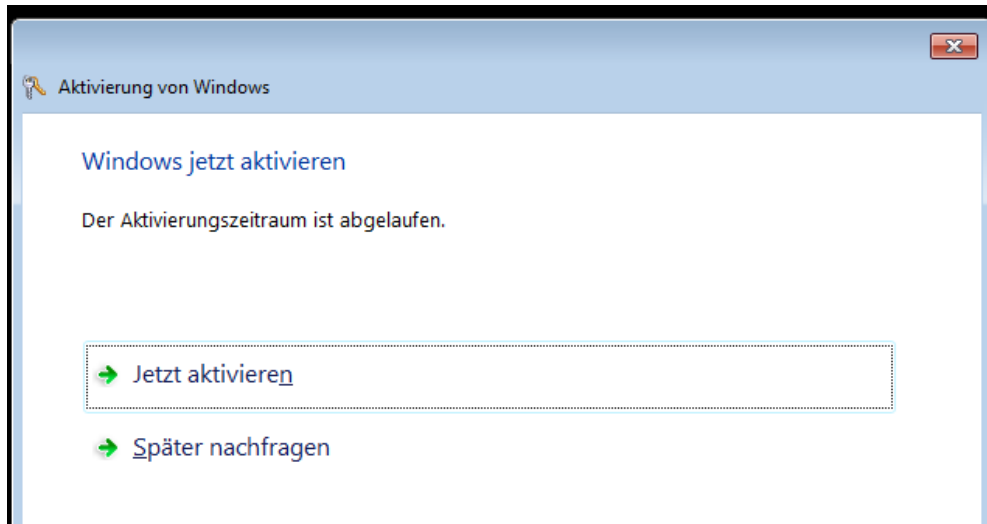 Aktivierung von Windows
Windows jetzt aktivieren
Der Aktivierungszeitraum ist abgelaufen.
Jetzt aktivieren
Später nachfragen